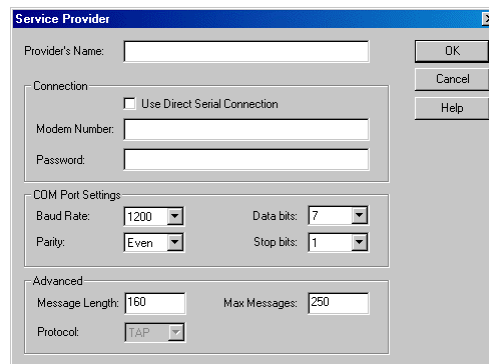 Service Provider
Provider's Name:
OK
Cancel
Help
Connection
Use Direct Serial Connection
Modem Number:
Password:
COM Port Settings
Baud Rate: 1200 Data bits: 7
Parity: Even Stop bits: 1
Advanced
Message Length: 160 Max Messages: 250
Protocol: TAP